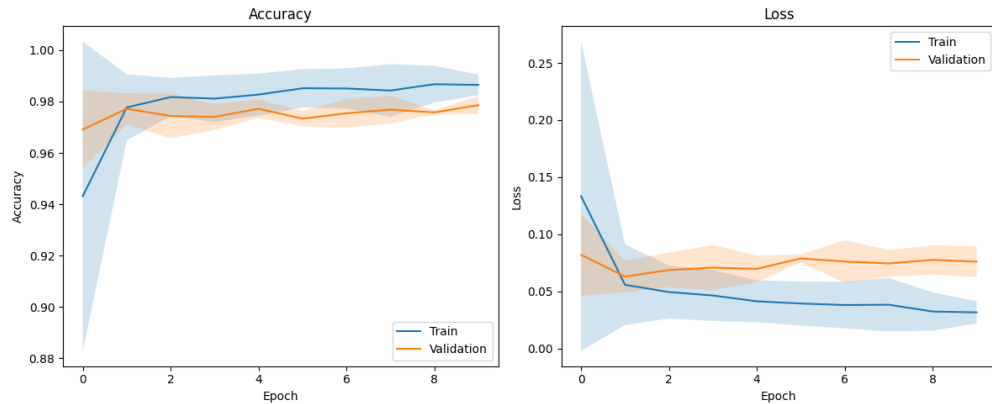 Accuracy
Accuracy
1.00
0.98
0.96
0.94
0.92
0.90
0.88
0 2 4 6 8
Epoch
Train
Validation
Loss
Loss
0.25
0.20
0.15
0.10
0.05
0.00
0 2 4 6 8
Epoch
Train
Validation